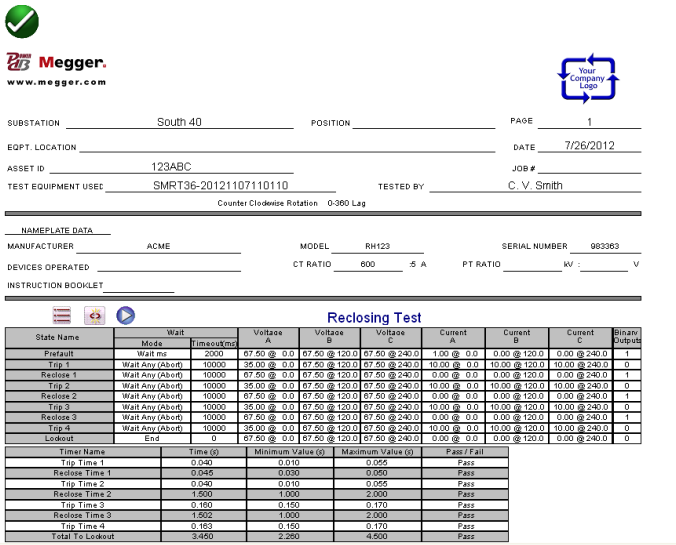 POWER DB Megger.
www.megger.com
Your Company Logo
SUBSTATION South 40 POSITION PAGE 1
EQPT. LOCATION DATE 7/26/2012
ASSET ID 123ABC JOB #
TEST EQUIPMENT USED SMRT36-20121107110110 TESTED BY C. V. Smith
Counter Clockwise Rotation 0-360 Lag
NAMEPLATE DATA
MANUFACTURER ACME MODEL RH123 SERIAL NUMBER 983363
DEVICES OPERATED CT RATIO 600 :5 A PT RATIO kV : V
INSTRUCTION BOOKLET
Reclosing Test
State Name Wait Mode Timeout(ms) Voltage A Voltage B Voltage C Current A Current B Current C Binary Outputs
Prefault Wait ms 2000 67.50 @ 0.0 67.50 @ 120.0 67.50 @ 240.0 1.00 @ 0.0 0.00 @ 120.0 0.00 @ 240.0 1
Trip 1 Wait Any (Abort) 10000 35.00 @ 0.0 67.50 @ 120.0 67.50 @ 240.0 10.00 @ 0.0 10.00 @ 120.0 10.00 @ 240.0 0
Reclose 1 Wait Any (Abort) 10000 67.50 @ 0.0 67.50 @ 120.0 67.50 @ 240.0 0.00 @ 0.0 0.00 @ 120.0 0.00 @ 240.0 1
Trip 2 Wait Any (Abort) 10000 35.00 @ 0.0 67.50 @ 120.0 67.50 @ 240.0 10.00 @ 0.0 10.00 @ 120.0 10.00 @ 240.0 0
Reclose 2 Wait Any (Abort) 10000 67.50 @ 0.0 67.50 @ 120.0 67.50 @ 240.0 0.00 @ 0.0 0.00 @ 120.0 0.00 @ 240.0 1
Trip 3 Wait Any (Abort) 10000 35.00 @ 0.0 67.50 @ 120.0 67.50 @ 240.0 10.00 @ 0.0 10.00 @ 120.0 10.00 @ 240.0 0
Reclose 3 Wait Any (Abort) 10000 67.50 @ 0.0 67.50 @ 120.0 67.50 @ 240.0 0.00 @ 0.0 0.00 @ 120.0 0.00 @ 240.0 1
Trip 4 Wait Any (Abort) 10000 35.00 @ 0.0 67.50 @ 120.0 67.50 @ 240.0 10.00 @ 0.0 10.00 @ 120.0 10.00 @ 240.0 0
Lockout End 0 67.50 @ 0.0 67.50 @ 120.0 67.50 @ 240.0 0.00 @ 0.0 0.00 @ 120.0 0.00 @ 240.0 0
Timer Name Time (s) Minimum Value (s) Maximum Value (s) Pass / Fail
Trip Time 1 0.040 0.010 0.055 Pass
Reclose Time 1 0.045 0.030 0.050 Pass
Trip Time 2 0.040 0.010 0.055 Pass
Reclose Time 2 1.500 1.000 2.000 Pass
Trip Time 3 0.160 0.150 0.170 Pass
Reclose Time 3 1.502 1.000 2.000 Pass
Trip Time 4 0.163 0.150 0.170 Pass
Total To Lockout 3.450 2.260 4.500 Pass